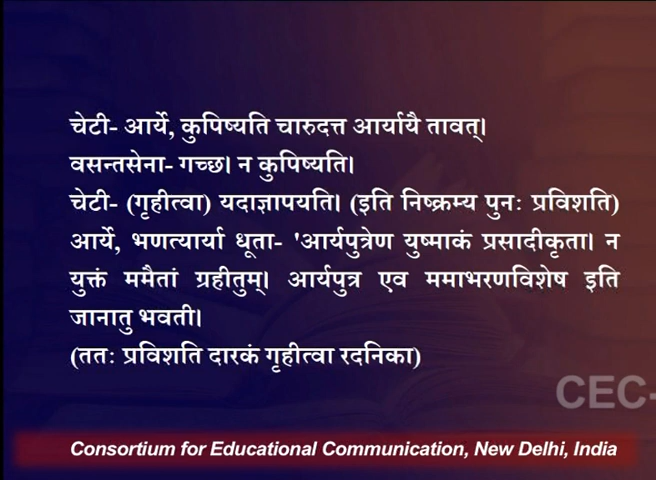 चेटी- आर्ये, कुपिष्यति चारुदत्त आर्यायै तावत्।
वसन्तसेना- गच्छ। न कुपिष्यति।
चेटी- (गृहीत्वा) यदाज्ञापयति। (इति निष्क्रम्य पुनः प्रविशति)
आर्ये, भणत्यार्या धूता- 'आर्यपुत्रेण युष्माकं प्रसादीकृता। न
युक्तं ममैतां ग्रहीतुम्। आर्यपुत्र एव ममाभरणविशेष इति
जानातु भवती।
(ततः प्रविशति दारकं गृहीत्वा रदनिका)
CEC-
Consortium for Educational Communication, New Delhi, India